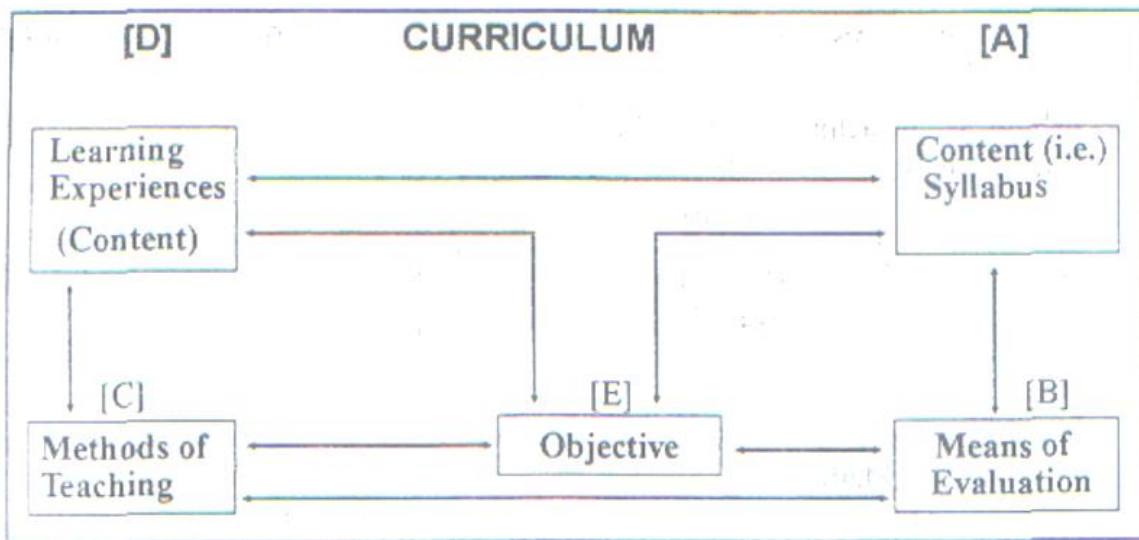 [D] CURRICULUM [A]
Learning
Experiences
(Content)
Content (i.e.)
Syllabus
[C]
Methods of
Teaching
[E]
Objective
[B]
Means of
Evaluation